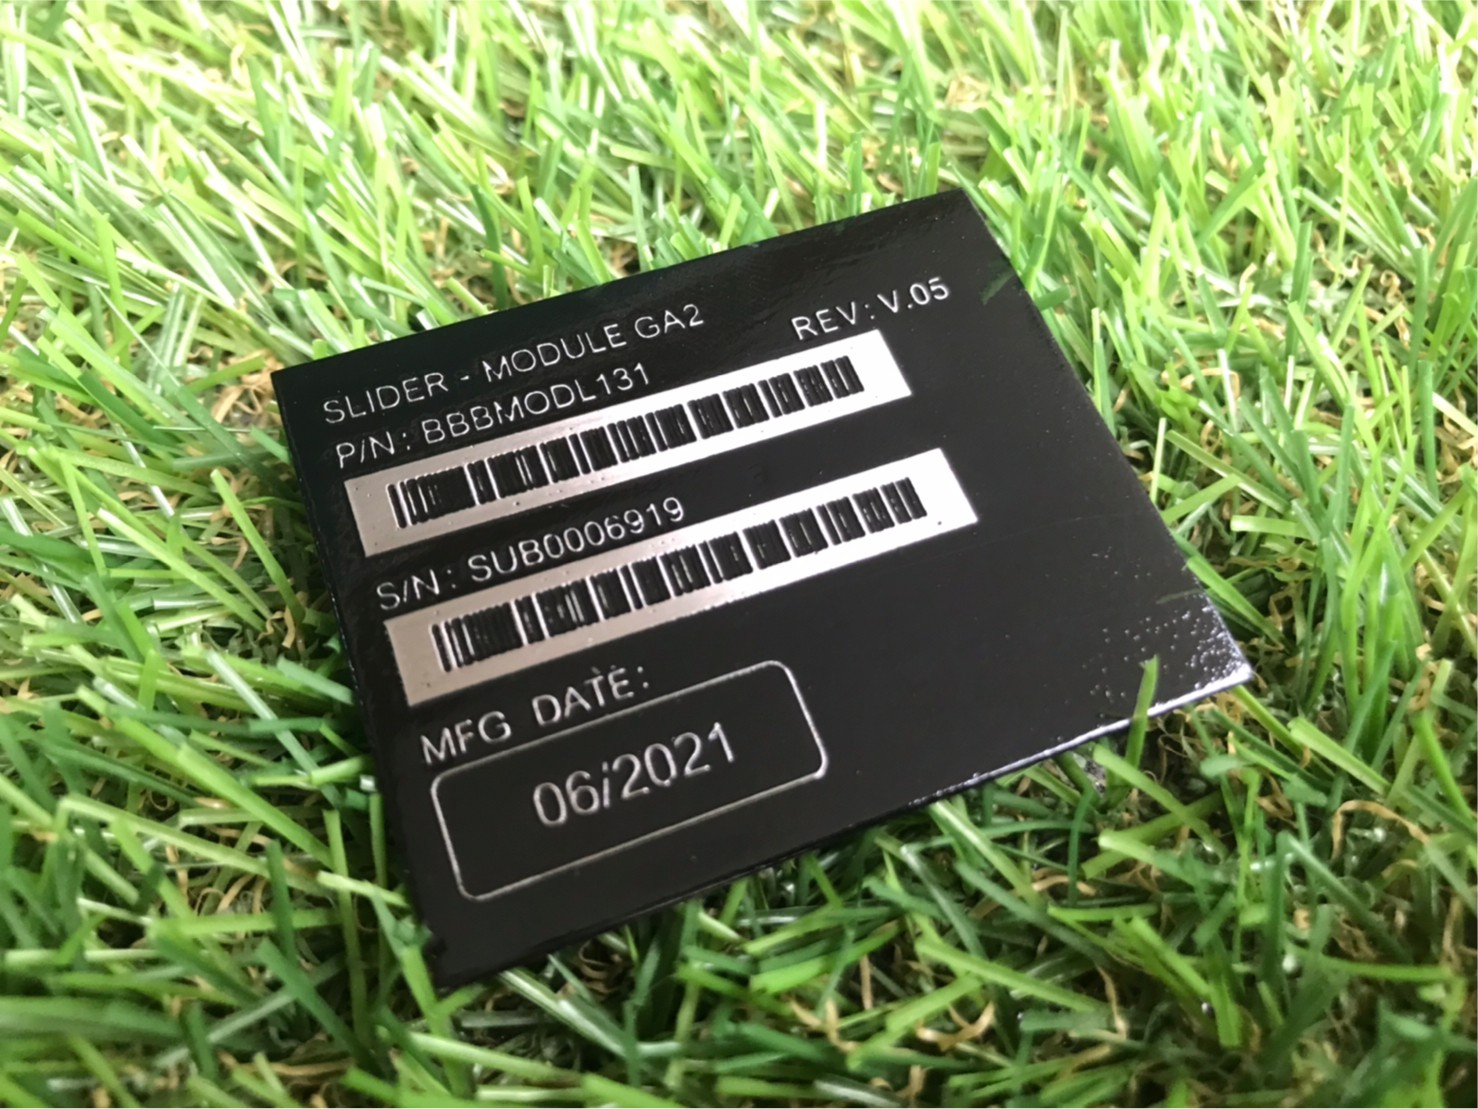 SLIDER - MODULE GA2
P/N: BBBMODL131 REV: V.05
S/N: SUB0006919
MFG DATE:
06/2021